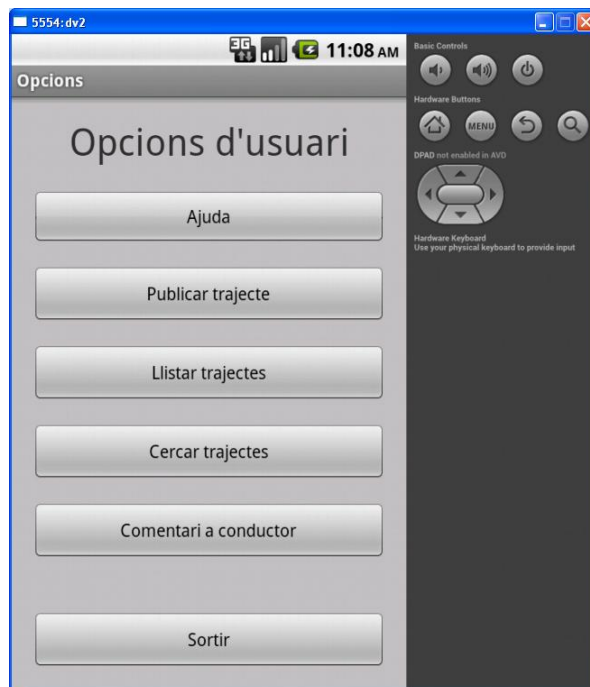 5554:dv2
3G 11:08 AM
Opcions
Opcions d'usuari
Ajuda
Publicar trajecte
Llistar trajectes
Cercar trajectes
Comentari a conductor
Sortir
Basic Controls
Hardware Buttons
MENU
DPAD not enabled in AVD
Hardware Keyboard
Use your physical keyboard to provide input